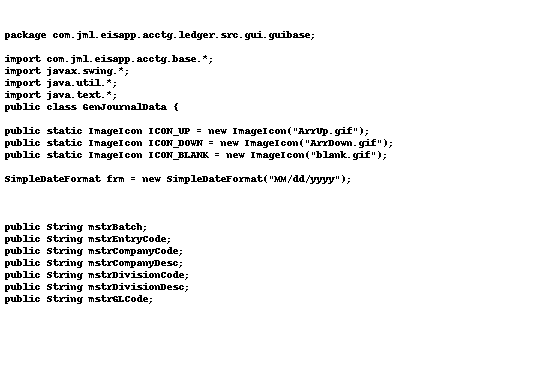 package com.jml.eisapp.acctg.ledger.src.gui.guibase;
import com.jml.eisapp.acctg.base.*;
import javax.swing.*;
import java.util.*;
import java.text.*;
public class GenJournalData {
public static ImageIcon ICON_UP = new ImageIcon("ArrUp.gif");
public static ImageIcon ICON_DOWN = new ImageIcon("ArrDown.gif");
public static ImageIcon ICON_BLANK = new ImageIcon("blank.gif");
SimpleDateFormat frm = new SimpleDateFormat("MM/dd/yyyy");
public String mstrBatch;
public String mstrEntryCode;
public String mstrCompanyCode;
public String mstrCompanyDesc;
public String mstrDivisionCode;
public String mstrDivisionDesc;
public String mstrGLCode;